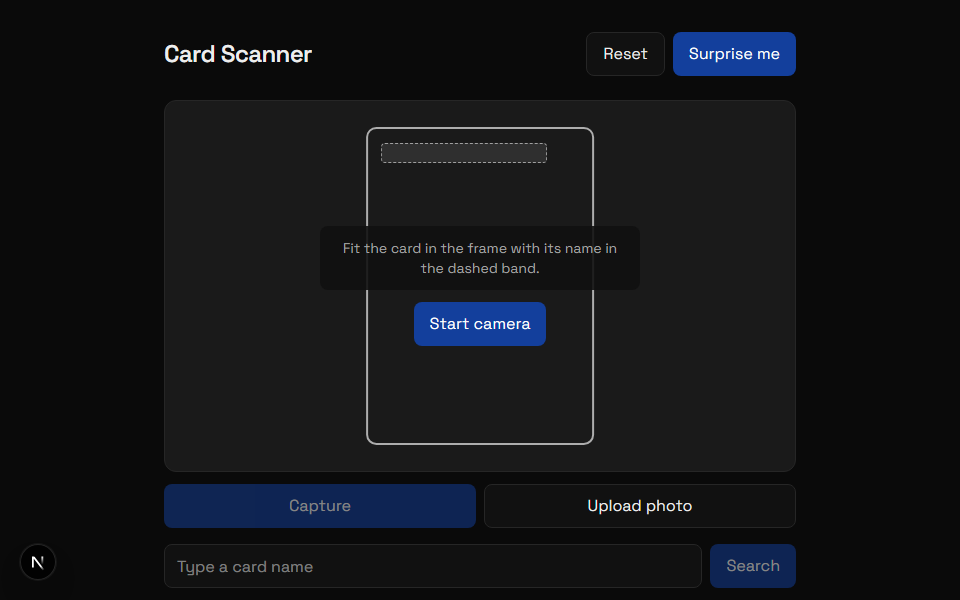 Card Scanner
Reset
Surprise me
Fit the card in the frame with its name in
the dashed band.
Start camera
Capture
Upload photo
Type a card name
Search
N